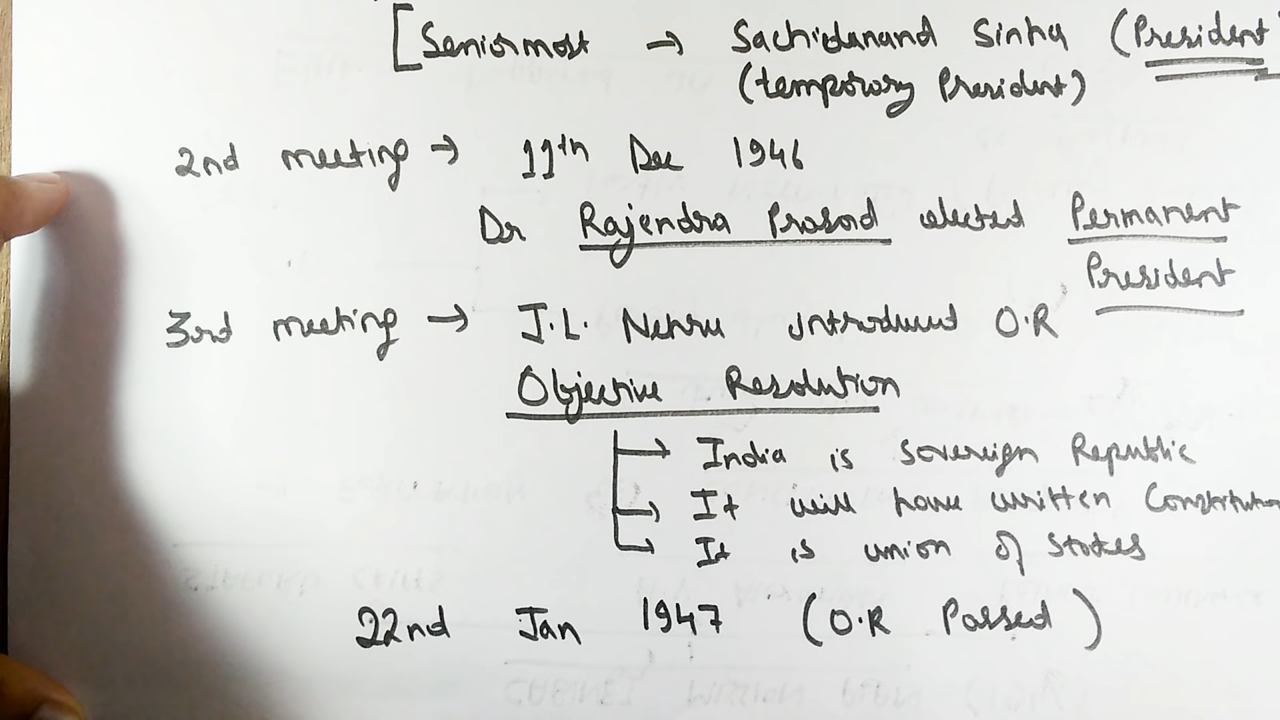 [Seniormost → Sachidanand Sinha (President)
(temporary President)
2nd meeting → 11th Dec 1946
Dr Rajendra Prasad elected Permanent
President
3rd meeting → J.L. Nehru introduced O.R
Objective Resolution
→ India is Sovereign Republic
→ It will have written Constitution
→ It is union of States
22nd Jan 1947 (O.R Passed)